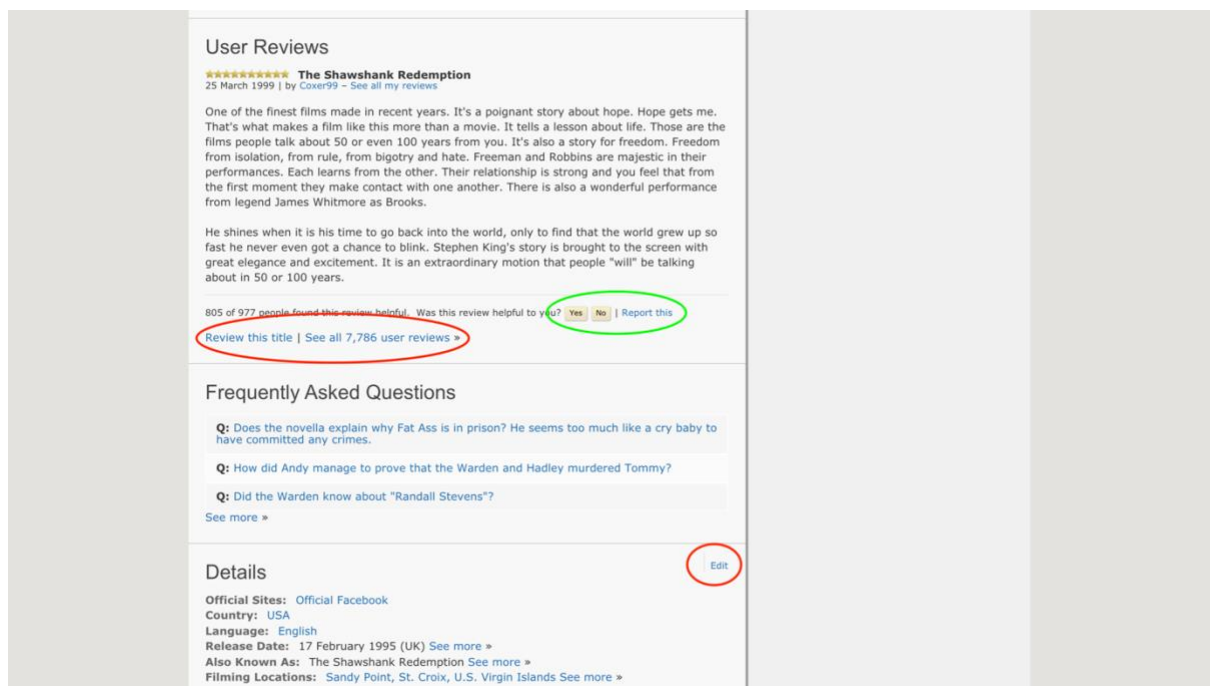 User Reviews
The Shawshank Redemption
25 March 1999 | by Coxer99 – See all my reviews
One of the finest films made in recent years. It's a poignant story about hope. Hope gets me.
That's what makes a film like this more than a movie. It tells a lesson about life. Those are the
films people talk about 50 or even 100 years from you. It's also a story for freedom. Freedom
from isolation, from rule, from bigotry and hate. Freeman and Robbins are majestic in their
performances. Each learns from the other. Their relationship is strong and you feel that from
the first moment they make contact with one another. There is also a wonderful performance
from legend James Whitmore as Brooks.
He shines when it is his time to go back into the world, only to find that the world grew up so
fast he never even got a chance to blink. Stephen King's story is brought to the screen with
great elegance and excitement. It is an extraordinary motion that people "will" be talking
about in 50 or 100 years.
805 of 977 people found this review helpful. Was this review helpful to you? Yes No | Report this
Review this title | See all 7,786 user reviews »
Frequently Asked Questions
Q: Does the novella explain why Fat Ass is in prison? He seems too much like a cry baby to
have committed any crimes.
Q: How did Andy manage to prove that the Warden and Hadley murdered Tommy?
Q: Did the Warden know about "Randall Stevens"?
See more »
Edit
Details
Official Sites: Official Facebook
Country: USA
Language: English
Release Date: 17 February 1995 (UK) See more »
Also Known As: The Shawshank Redemption See more »
Filming Locations: Sandy Point, St. Croix, U.S. Virgin Islands See more »